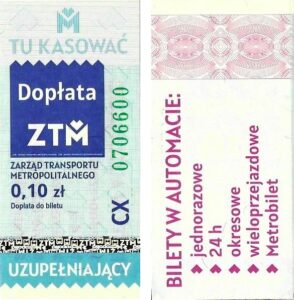 TU KASOWAĆ
Dopłata
ZTM
ZARZĄD TRANSPORTU
METROPOLITALNEGO
0,10 zł
Dopłata do biletu
CX 0706600
UZUPEŁNIAJĄCY
BILETY W AUTOMACIE:
jednorazowe
24 h
okresowe
wieloprzejazdowe
Metrobilet